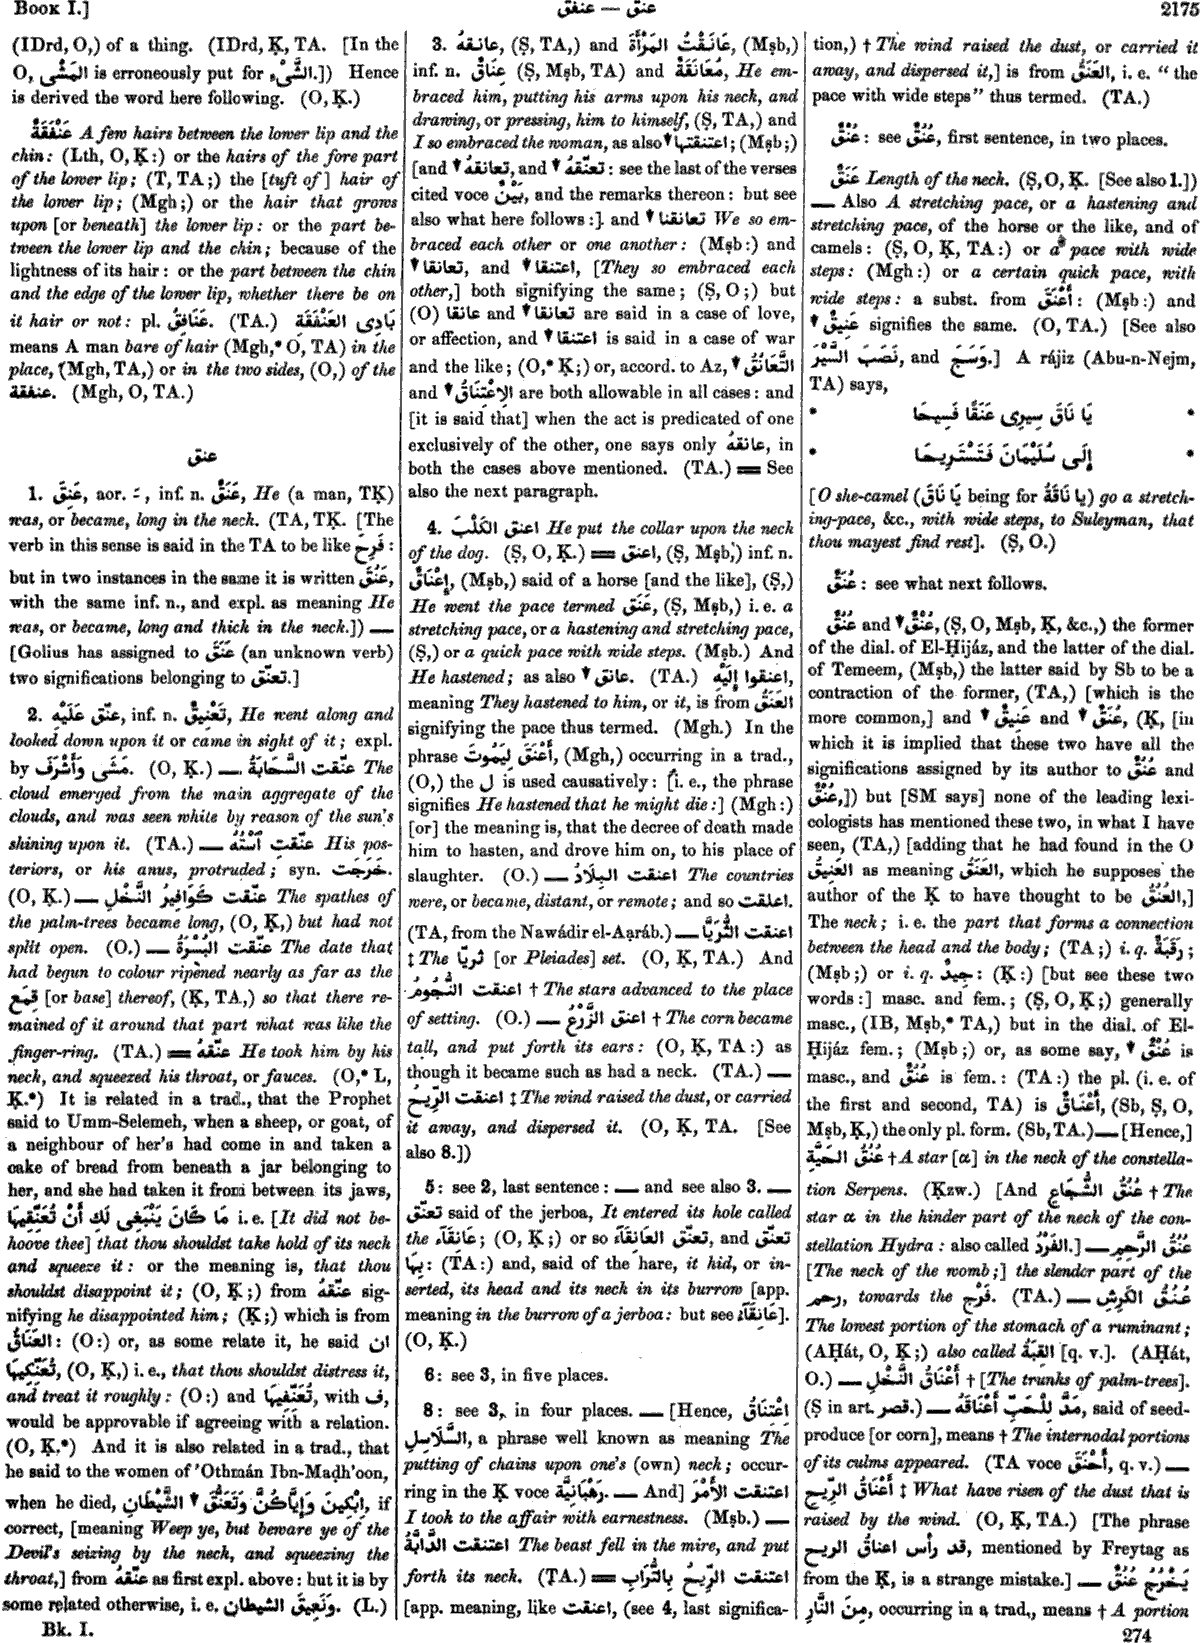 Book I.]
عنق — عنفق
2175
(IDrd, O,) of a thing. (IDrd, Ḳ, TA. [In the
O, المَشْى is erroneously put for الشَّىْء.]) Hence
is derived the word here following. (O, Ḳ.)
عَنْفَقَةٌ A few hairs between the lower lip and the
chin: (Lth, O, Ḳ:) or the hairs of the fore part
of the lower lip; (T, TA;) the [tuft of] hair of
the lower lip; (Mgh;) or the hair that grows
upon [or beneath] the lower lip: or the part be-
tween the lower lip and the chin; because of the
lightness of its hair: or the part between the chin
and the edge of the lower lip, whether there be on
it hair or not: pl. عَنَافِقُ. (TA.) بَادِى العَنْفَقَةِ
means A man bare of hair (Mgh,* O, TA) in the
place, (Mgh, TA,) or in the two sides, (O,) of the
عنفقة. (Mgh, O, TA.)
عنق
1. عَنِقَ, aor. ـَ, inf. n. عَنَقٌ, He (a man, TḲ)
was, or became, long in the neck. (TA, TḲ. [The
verb in this sense is said in the TA to be like فَرِحَ:
but in two instances in the same it is written عَنُقَ,
with the same inf. n., and expl. as meaning He
was, or became, long and thick in the neck.]) —
[Golius has assigned to عَنَقَ (an unknown verb)
two significations belonging to تعنّق.]
2. عنّق عَلَيْهِ, inf. n. تَعْنِيقٌ, He went along and
looked down upon it or came in sight of it; expl.
by مَشَى وَأَشْرَفَ. (O, Ḳ.) — عنّقت السَّحَابَةُ The
cloud emerged from the main aggregate of the
clouds, and was seen white by reason of the sun's
shining upon it. (TA.) — عنّقت ٱسْتُهُ His pos-
teriors, or his anus, protruded; syn. خَرَجَت.
(O, Ḳ.) — عنّقت كَوَافِيرُ النَّخْلِ The spathes of
the palm-trees became long, (O, Ḳ,) but had not
split open. (O.) — عنّقت البُسْرَةُ The date that
had begun to colour ripened nearly as far as the
قِمَع [or base] thereof, (Ḳ, TA,) so that there re-
mained of it around that part what was like the
finger-ring. (TA.) = عنّقهُ He took him by his
neck, and squeezed his throat, or fauces. (O,* L,
Ḳ.*) It is related in a trad., that the Prophet
said to Umm-Selemeh, when a sheep, or goat, of
a neighbour of her's had come in and taken a
cake of bread from beneath a jar belonging to
her, and she had taken it from between its jaws,
مَا كَانَ يَنْبَغِى لَكِ أَنْ تُعَنِّقِيهَا i. e. [It did not be-
hoove thee] that thou shouldst take hold of its neck
and squeeze it: or the meaning is, that thou
shouldst disappoint it; (O, Ḳ;) from عنّقهُ sig-
nifying he disappointed him; (Ḳ;) which is from
العَنَاقُ: (O:) or, as some relate it, he said ان
تُعَنِّكِيهَا, (O, Ḳ,) i. e., that thou shouldst distress it,
and treat it roughly: (O:) and تُعَنِّفِيهَا, with ف,
would be approvable if agreeing with a relation.
(O, Ḳ.*) And it is also related in a trad., that
he said to the women of 'Othmán Ibn-Maḍh'oon,
when he died, اِبْكِينَ وَإِيَّاكُنَّ وَتَعَنُّقَ ▾ الشَّيْطَانِ, if
correct, [meaning Weep ye, but beware ye of the
Devil's seizing by the neck, and squeezing the
throat,] from عنّقهُ as first expl. above: but it is by
some related otherwise, i. e. وَنَعِيقَ الشيطان. (L.)
3. عانقهُ, (Ṣ, TA,) and عَانَقْتُ المَرْأَةَ, (Mṣb,)
inf. n. عِنَاقٌ (Ṣ, Mṣb, TA) and مُعَانَقَةٌ, He em-
braced him, putting his arms upon his neck, and
drawing, or pressing, him to himself, (Ṣ, TA,) and
I so embraced the woman, as also ▾ اعتنقتها; (Mṣb;)
[and ▾ تعانقهُ, and ▾ تعنّقهُ: see the last of the verses
cited voce بَيْنٌ, and the remarks thereon: but see
also what here follows:] and ▾ تعانقنا We so em-
braced each other or one another: (Mṣb:) and
▾ تعانقا, and ▾ اعتنقا, [They so embraced each
other,] both signifying the same; (Ṣ, O;) but
(O) عانقا and ▾ تعانقا are said in a case of love,
or affection, and ▾ اعتنقا is said in a case of war
and the like; (O,* Ḳ;) or, accord. to Az, ▾ التَّعَانُقُ
and ▾ الاِعْتِنَاقُ are both allowable in all cases: and
[it is said that] when the act is predicated of one
exclusively of the other, one says only عانقهُ, in
both the cases above mentioned. (TA.) = See
also the next paragraph.
4. اعنق الكَلْبَ He put the collar upon the neck
of the dog. (Ṣ, O, Ḳ.) = اعنق, (Ṣ, Mṣb,) inf. n.
إِعْنَاقٌ, (Mṣb,) said of a horse [and the like], (Ṣ,)
He went the pace termed عَنَق, (Ṣ, Mṣb,) i. e. a
stretching pace, or a hastening and stretching pace,
(Ṣ,) or a quick pace with wide steps. (Mṣb.) And
He hastened; as also ▾ عانق. (TA.) اعنقوا إِلَيْهِ,
meaning They hastened to him, or it, is from العَنَقُ
signifying the pace thus termed. (Mgh.) In the
phrase أَعْنَقَ لِيَمُوتَ, (Mgh,) occurring in a trad.,
(O,) the ل is used causatively: [i. e., the phrase
signifies He hastened that he might die:] (Mgh:)
[or] the meaning is, that the decree of death made
him to hasten, and drove him on, to his place of
slaughter. (O.) — اعنقت البِلَادُ The countries
were, or became, distant, or remote; and so اعلقت.
(TA, from the Nawádir el-Aạráb.) — اعنقت الثُّرَيَّا
‡ The ثريّا [or Pleiades] set. (O, Ḳ, TA.) And
اعنقت النُّجُومُ † The stars advanced to the place
of setting. (O.) — اعنق الزَّرْعُ † The corn became
tall, and put forth its ears: (O, Ḳ, TA:) as
though it became such as had a neck. (TA.) —
اعنقت الرِّيحُ ‡ The wind raised the dust, or carried
it away, and dispersed it. (O, Ḳ, TA. [See
also 8.])
5: see 2, last sentence: — and see also 3. —
تعنّق said of the jerboa, It entered its hole called
the عَانِقَآء; (O, Ḳ;) or so تعنّق العَانِقَآءَ, and تعنّق
بِهَا: (TA:) and, said of the hare, it hid, or in-
serted, its head and its neck in its burrow [app.
meaning in the burrow of a jerboa: but see عَانِقَآءُ].
(O, Ḳ.)
6: see 3, in five places.
8: see 3, in four places. — [Hence, اِعْتِنَاقُ
السَّلَاسِلِ, a phrase well known as meaning The
putting of chains upon one's (own) neck; occur-
ring in the Ḳ voce رَهْبَانِيَّة. — And] اعتنقت الأَمْرَ
I took to the affair with earnestness. (Mṣb.) —
اعتنقت الدَّابَّةُ The beast fell in the mire, and put
forth its neck. (TA.) = اعتنقت الرِّيحُ بِالتُّرَابِ
[app. meaning, like اعنقت, (see 4, last significa-
tion,) † The wind raised the dust, or carried it
away, and dispersed it,] is from العَنَقُ, i. e. "the
pace with wide steps" thus termed. (TA.)
عُنْقٌ: see عُنُقٌ, first sentence, in two places.
عَنَقٌ Length of the neck. (Ṣ, O, Ḳ. [See also 1.])
— Also A stretching pace, or a hastening and
stretching pace, of the horse or the like, and of
camels: (Ṣ, O, Ḳ, TA:) or a pace with wide
steps: (Mgh:) or a certain quick pace, with
wide steps: a subst. from أَعْنَقَ: (Mṣb:) and
▾ عَنِيقٌ signifies the same. (O, TA.) [See also
نَصَبَ السَّيْرَ, and وَسَجَ.] A rájiz (Abu-n-Nejm,
TA) says,
* يَا نَاقَ سِيرِى عَنَقًا فَسِيحَا *
* إِلَى سُلَيْمَانَ فَتَسْتَرِيحَا *
[O she-camel (يَا نَاقَ being for يا نَاقَةُ) go a stretch-
ing-pace, &c., with wide steps, to Suleyman, that
thou mayest find rest]. (Ṣ, O.)
عُنَقٌ: see what next follows.
عُنُقٌ and ▾ عُنْقٌ, (Ṣ, O, Mṣb, Ḳ, &c.,) the former
of the dial. of El-Ḥijáz, and the latter of the dial.
of Temeem, (Mṣb,) the latter said by Sb to be a
contraction of the former, (TA,) [which is the
more common,] and ▾ عَنِيقٌ and ▾ عُنَقٌ, (Ḳ, [in
which it is implied that these two have all the
significations assigned by its author to عُنُقٌ and
عُنْقٌ,]) but [SM says] none of the leading lexi-
cologists has mentioned these two, in what I have
seen, (TA,) [adding that he had found in the O
العَنِيقُ as meaning العَنَقُ, which he supposes the
author of the Ḳ to have thought to be العُنُقُ,]
The neck; i. e. the part that forms a connection
between the head and the body; (TA;) i. q. رَقَبَةٌ;
(Mṣb;) or i. q. جِيدٌ: (Ḳ:) [but see these two
words:] masc. and fem.; (Ṣ, O, Ḳ;) generally
masc., (IB, Mṣb,* TA,) but in the dial. of El-
Ḥijáz fem.; (Mṣb;) or, as some say, ▾ عُنْقٌ is
masc., and عُنُقٌ is fem.: (TA:) the pl. (i. e. of
the first and second, TA) is أَعْنَاقٌ, (Sb, Ṣ, O,
Mṣb, Ḳ,) the only pl. form. (Sb, TA.) — [Hence,]
عُنُقُ الحَيَّةِ † A star [α] in the neck of the constella-
tion Serpens. (Ḳzw.) [And عُنُقُ الشُّجَاعِ † The
star α in the hinder part of the neck of the con-
stellation Hydra: also called الفَرْدُ.] — عُنُقُ الرَّحِمِ
[The neck of the womb;] the slender part of the
رحم, towards the فَرْج. (TA.) — عُنُقُ الكَرِشِ
The lowest portion of the stomach of a ruminant;
(AḤát, O, Ḳ;) also called القِبَةُ [q. v.]. (AḤát,
O.) — أَعْنَاقُ النَّخْلِ † [The trunks of palm-trees].
(Ṣ in art. قصر.) — مَدَّ لِلْحَبِّ أَعْنَاقَهُ, said of seed-
produce [or corn], means † The internodal portions
of its culms appeared. (TA voce أَحْنَقَ, q. v.) —
أَعْنَاقُ الرِّيحِ ‡ What have risen of the dust that is
raised by the wind. (O, Ḳ, TA.) [The phrase
قد رأس اعناق الريح, mentioned by Freytag as
from the Ḳ, is a strange mistake.] — يَخْرُجُ عُنُقٌ
مِنَ النَّارِ, occurring in a trad., means † A portion
Bk. I.
274